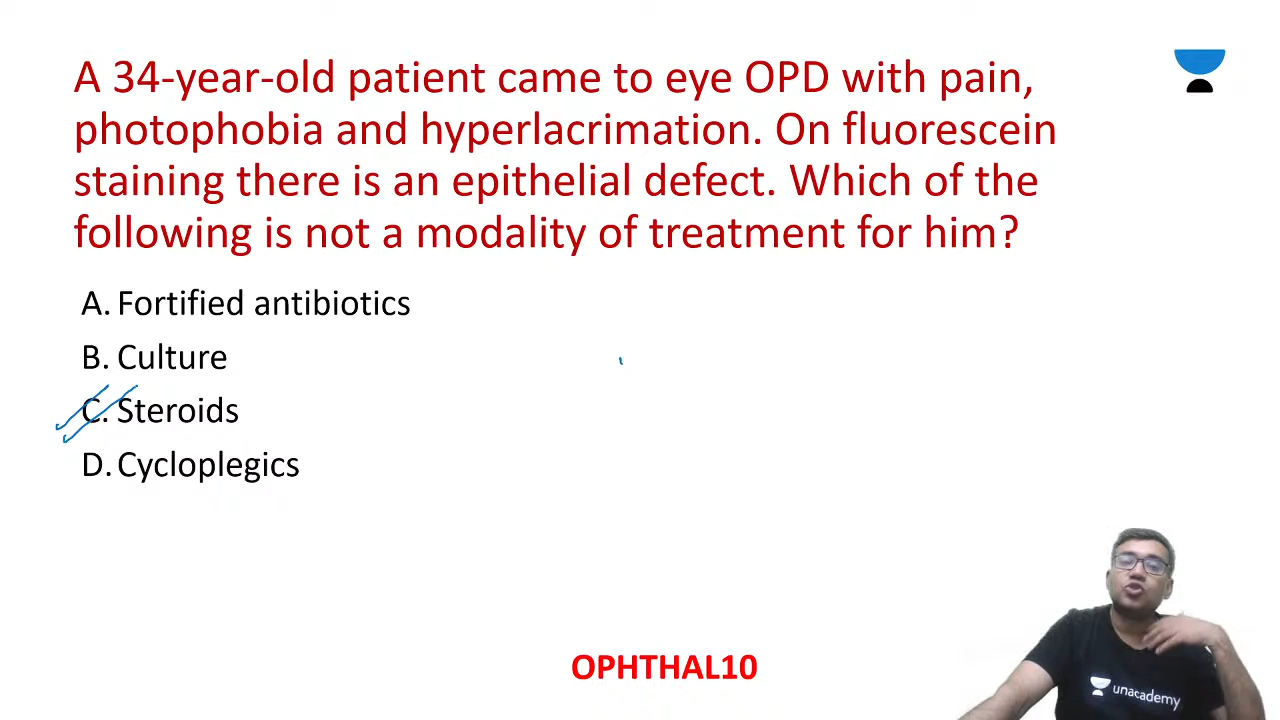 A 34-year-old patient came to eye OPD with pain,
photophobia and hyperlacrimation. On fluorescein
staining there is an epithelial defect. Which of the
following is not a modality of treatment for him?
A. Fortified antibiotics
B. Culture
C. Steroids
D. Cycloplegics
OPHTHAL10
unacademy